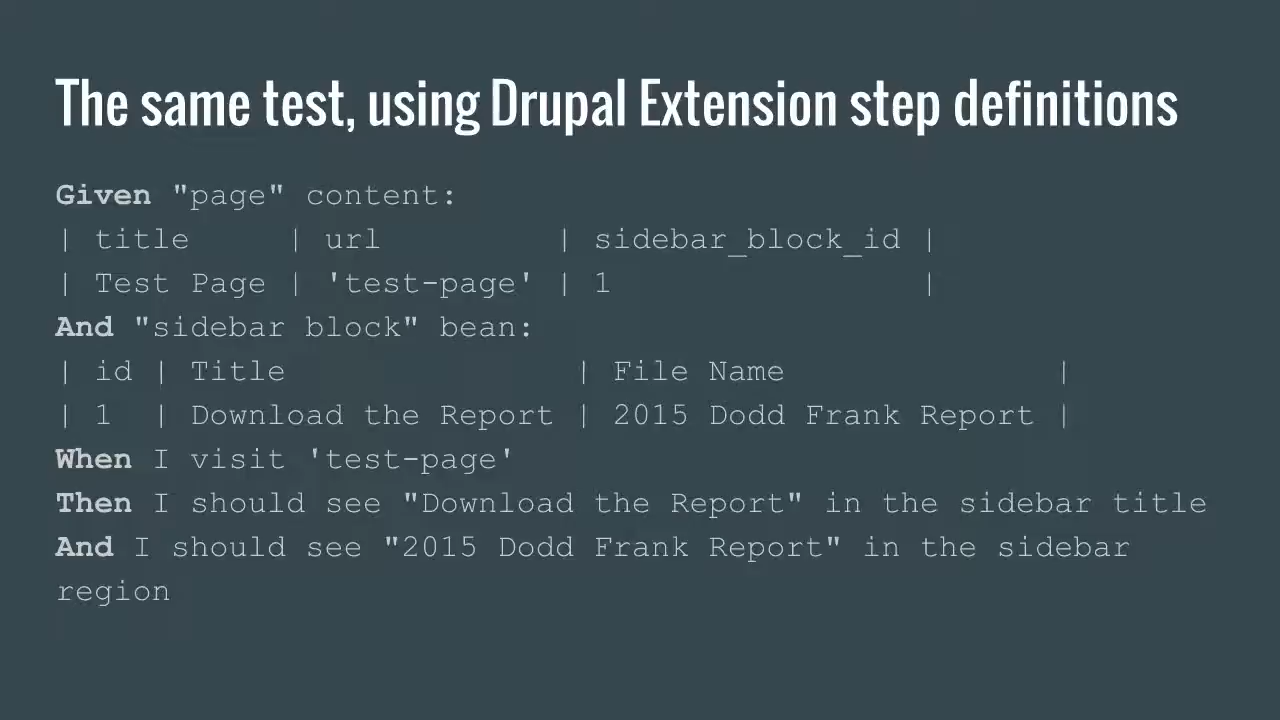 The same test, using Drupal Extension step definitions
Given "page" content:
| title     | url         | sidebar_block_id |
| Test Page | 'test-page' | 1                |
And "sidebar block" bean:
| id | Title               | File Name              |
| 1  | Download the Report | 2015 Dodd Frank Report |
When I visit 'test-page'
Then I should see "Download the Report" in the sidebar title
And I should see "2015 Dodd Frank Report" in the sidebar
region